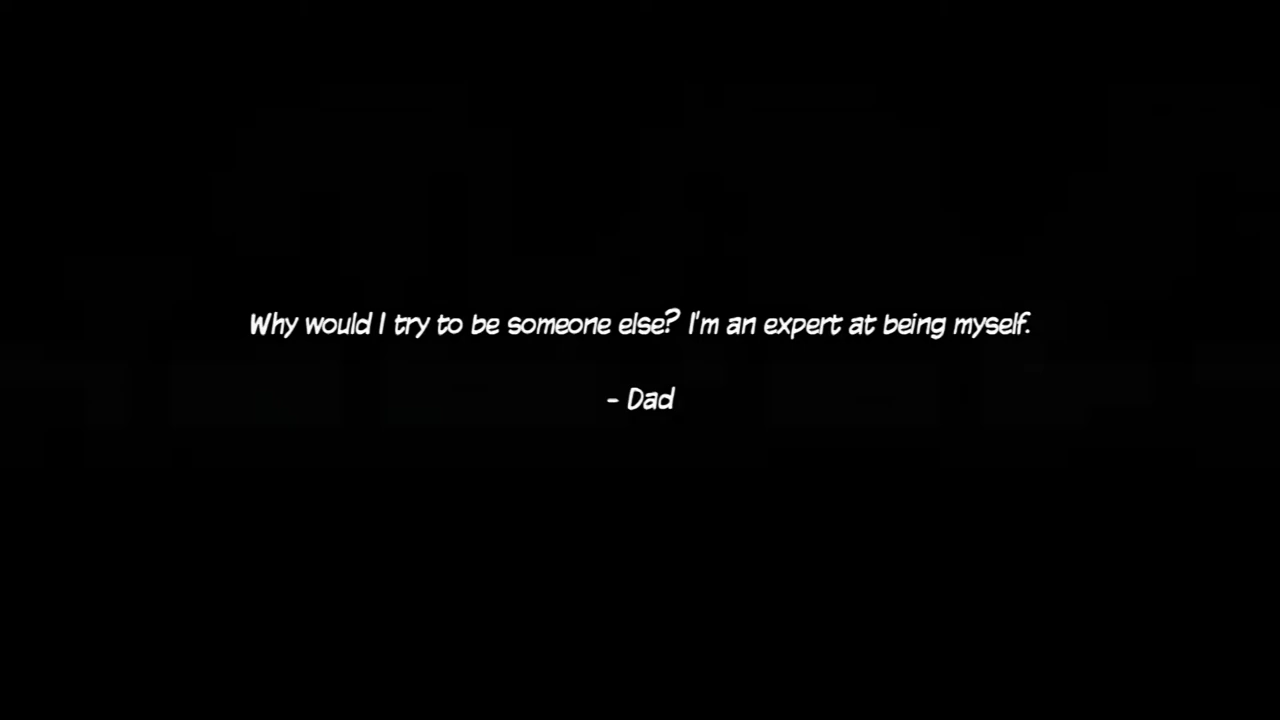 Why would I try to be someone else? I'm an expert at being myself.
- Dad